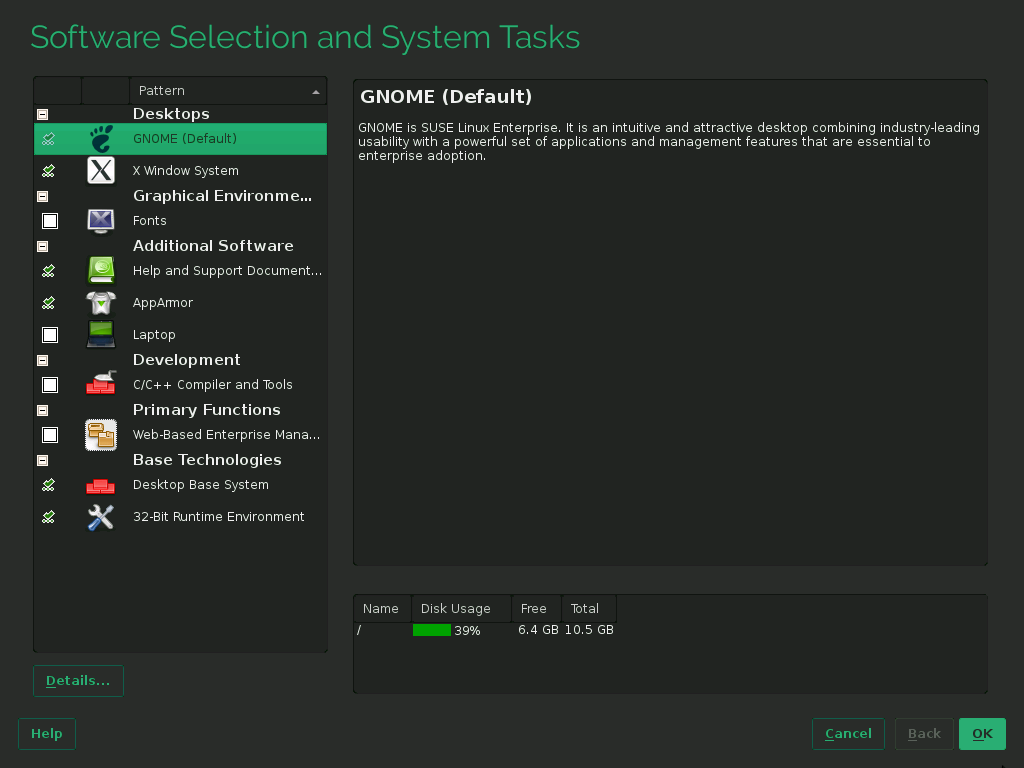 Software Selection and System Tasks
Pattern
Desktops
GNOME (Default)
X Window System
Graphical Environme...
Fonts
Additional Software
Help and Support Document...
AppArmor
Laptop
Development
C/C++ Compiler and Tools
Primary Functions
Web-Based Enterprise Mana...
Base Technologies
Desktop Base System
32-Bit Runtime Environment
Details...
GNOME (Default)
GNOME is SUSE Linux Enterprise. It is an intuitive and attractive desktop combining industry-leading
usability with a powerful set of applications and management features that are essential to
enterprise adoption.
Name Disk Usage Free Total
/ 39% 6.4 GB 10.5 GB
Help Cancel Back OK